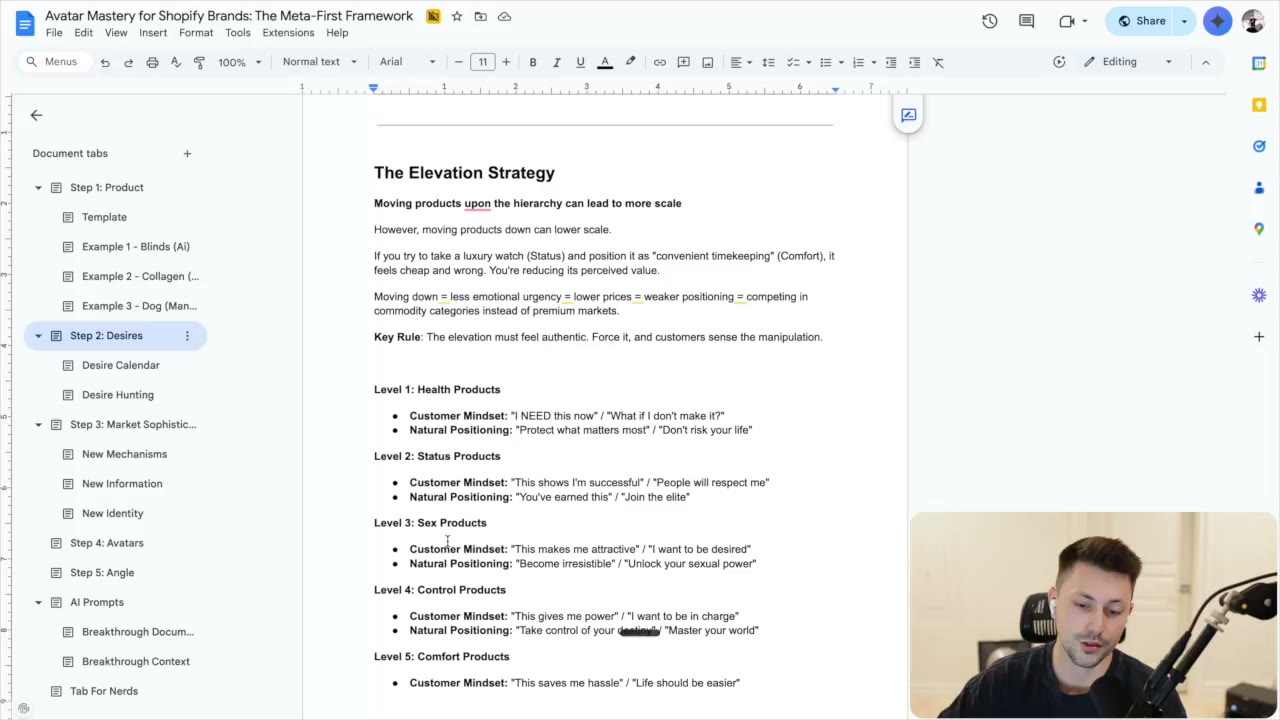 Avatar Mastery for Shopify Brands: The Meta-First Framework
File Edit View Insert Format Tools Extensions Help
Share
Menus
100%
Normal text
Arial
11
B I U A
Editing
1 1 2 3 4 5 6 7
Document tabs
Step 1: Product
Template
Example 1 - Blinds (Ai)
Example 2 - Collagen (...
Example 3 - Dog (Man...
Step 2: Desires
Desire Calendar
Desire Hunting
Step 3: Market Sophistic...
New Mechanisms
New Information
New Identity
Step 4: Avatars
Step 5: Angle
AI Prompts
Breakthrough Docum...
Breakthrough Context
Tab For Nerds
The Elevation Strategy
Moving products upon the hierarchy can lead to more scale
However, moving products down can lower scale.
If you try to take a luxury watch (Status) and position it as "convenient timekeeping" (Comfort), it
feels cheap and wrong. You're reducing its perceived value.
Moving down = less emotional urgency = lower prices = weaker positioning = competing in
commodity categories instead of premium markets.
Key Rule: The elevation must feel authentic. Force it, and customers sense the manipulation.
Level 1: Health Products
● Customer Mindset: "I NEED this now" / "What if I don't make it?"
● Natural Positioning: "Protect what matters most" / "Don't risk your life"
Level 2: Status Products
● Customer Mindset: "This shows I'm successful" / "People will respect me"
● Natural Positioning: "You've earned this" / "Join the elite"
Level 3: Sex Products
● Customer Mindset: "This makes me attractive" / "I want to be desired"
● Natural Positioning: "Become irresistible" / "Unlock your sexual power"
Level 4: Control Products
● Customer Mindset: "This gives me power" / "I want to be in charge"
● Natural Positioning: "Take control of your destiny" / "Master your world"
Level 5: Comfort Products
● Customer Mindset: "This saves me hassle" / "Life should be easier"